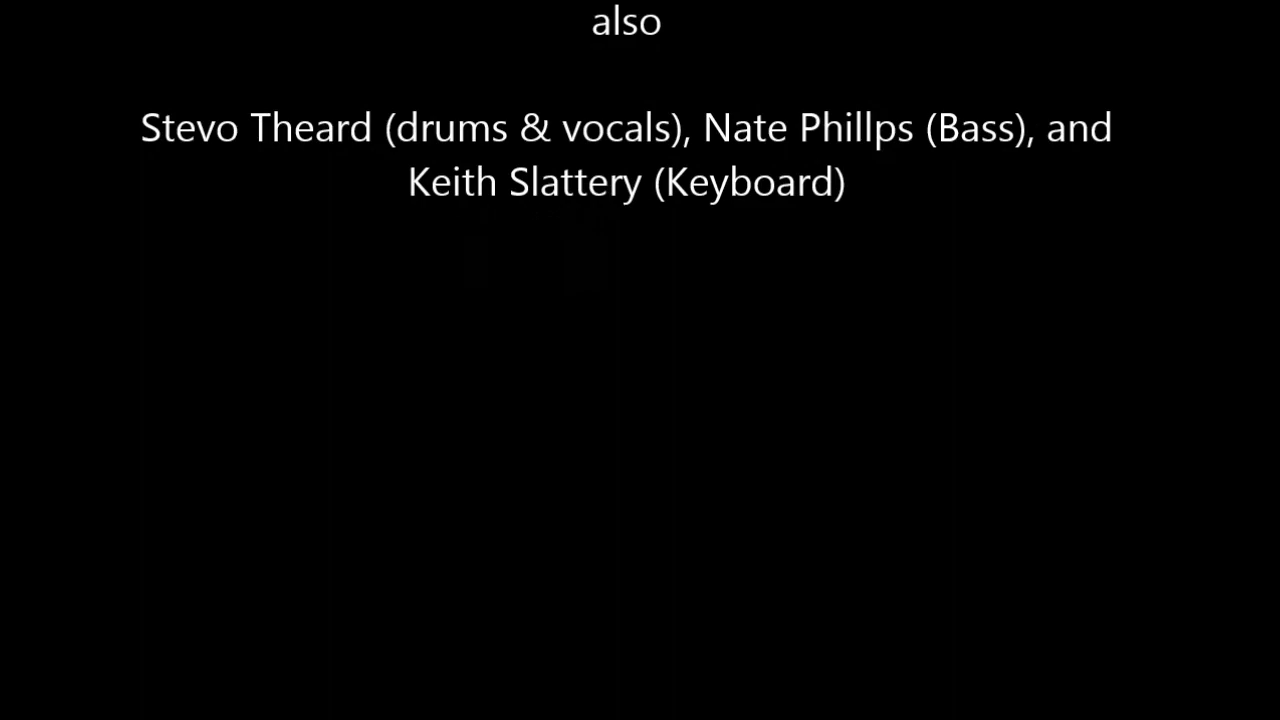 also
Stevo Theard (drums & vocals), Nate Phillps (Bass), and
Keith Slattery (Keyboard)